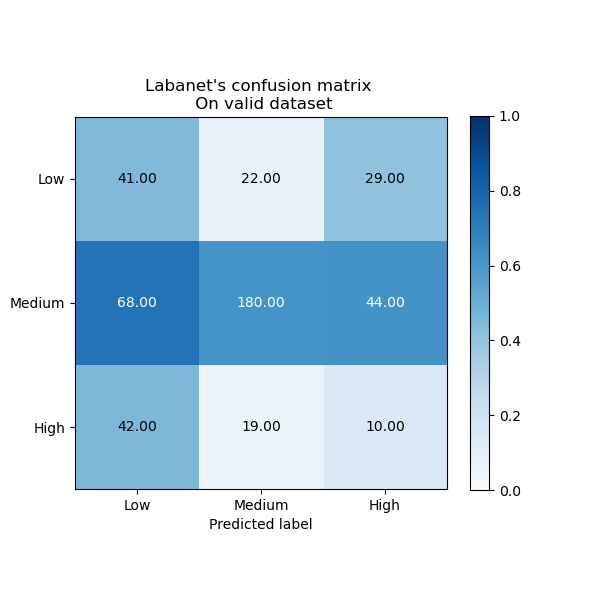 Labanet's confusion matrix
On valid dataset
Low 41.00 22.00 29.00
Medium 68.00 180.00 44.00
High 42.00 19.00 10.00
Low Medium High
Predicted label
1.0
0.8
0.6
0.4
0.2
0.0